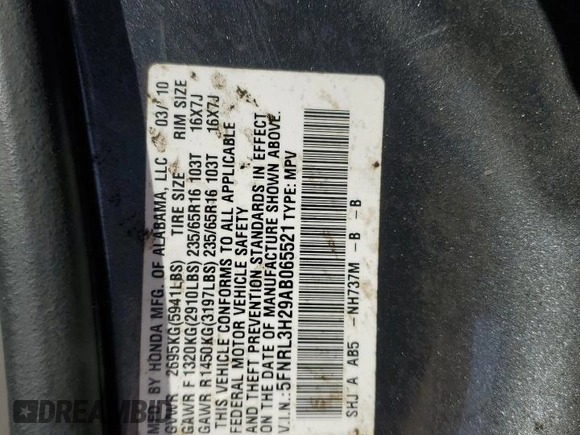 MFD BY HONDA MFG. OF ALABAMA, LLC 03/10
GVWR 2695KG(5941LBS) TIRE SIZE RIM SIZE
GAWR F 1320KG(2910LBS) 235/65R16 103T 16X7J
GAWR R 1450KG(3197LBS) 235/65R16 103T 16X7J
THIS VEHICLE CONFORMS TO ALL APPLICABLE
FEDERAL MOTOR VEHICLE SAFETY
AND THEFT PREVENTION STANDARDS IN EFFECT
ON THE DATE OF MANUFACTURE SHOWN ABOVE.
V.I.N.: 5FNRL3H29AB065521 TYPE: MPV
SHJ A AB5 -NH737M -B -B
DREAMBID